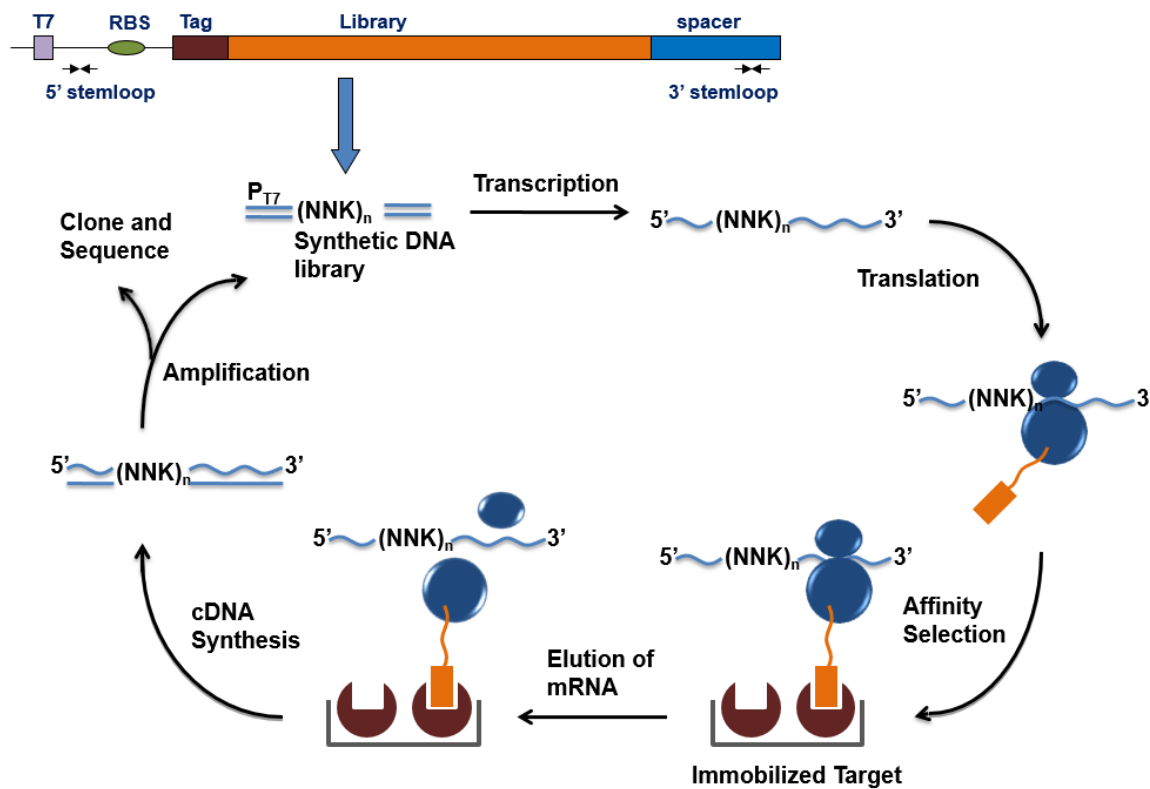 T7 RBS Tag Library spacer
5’ stemloop 3’ stemloop
PT7
(NNK)n
Synthetic DNA
library
Transcription
5’ (NNK)n 3’
Translation
5’ (NNK)n 3
Affinity
Selection
5’ (NNK)n 3’
Immobilized Target
Elution of
mRNA
5’ (NNK)n 3’
cDNA
Synthesis
5’ (NNK)n 3’
Amplification
Clone and
Sequence